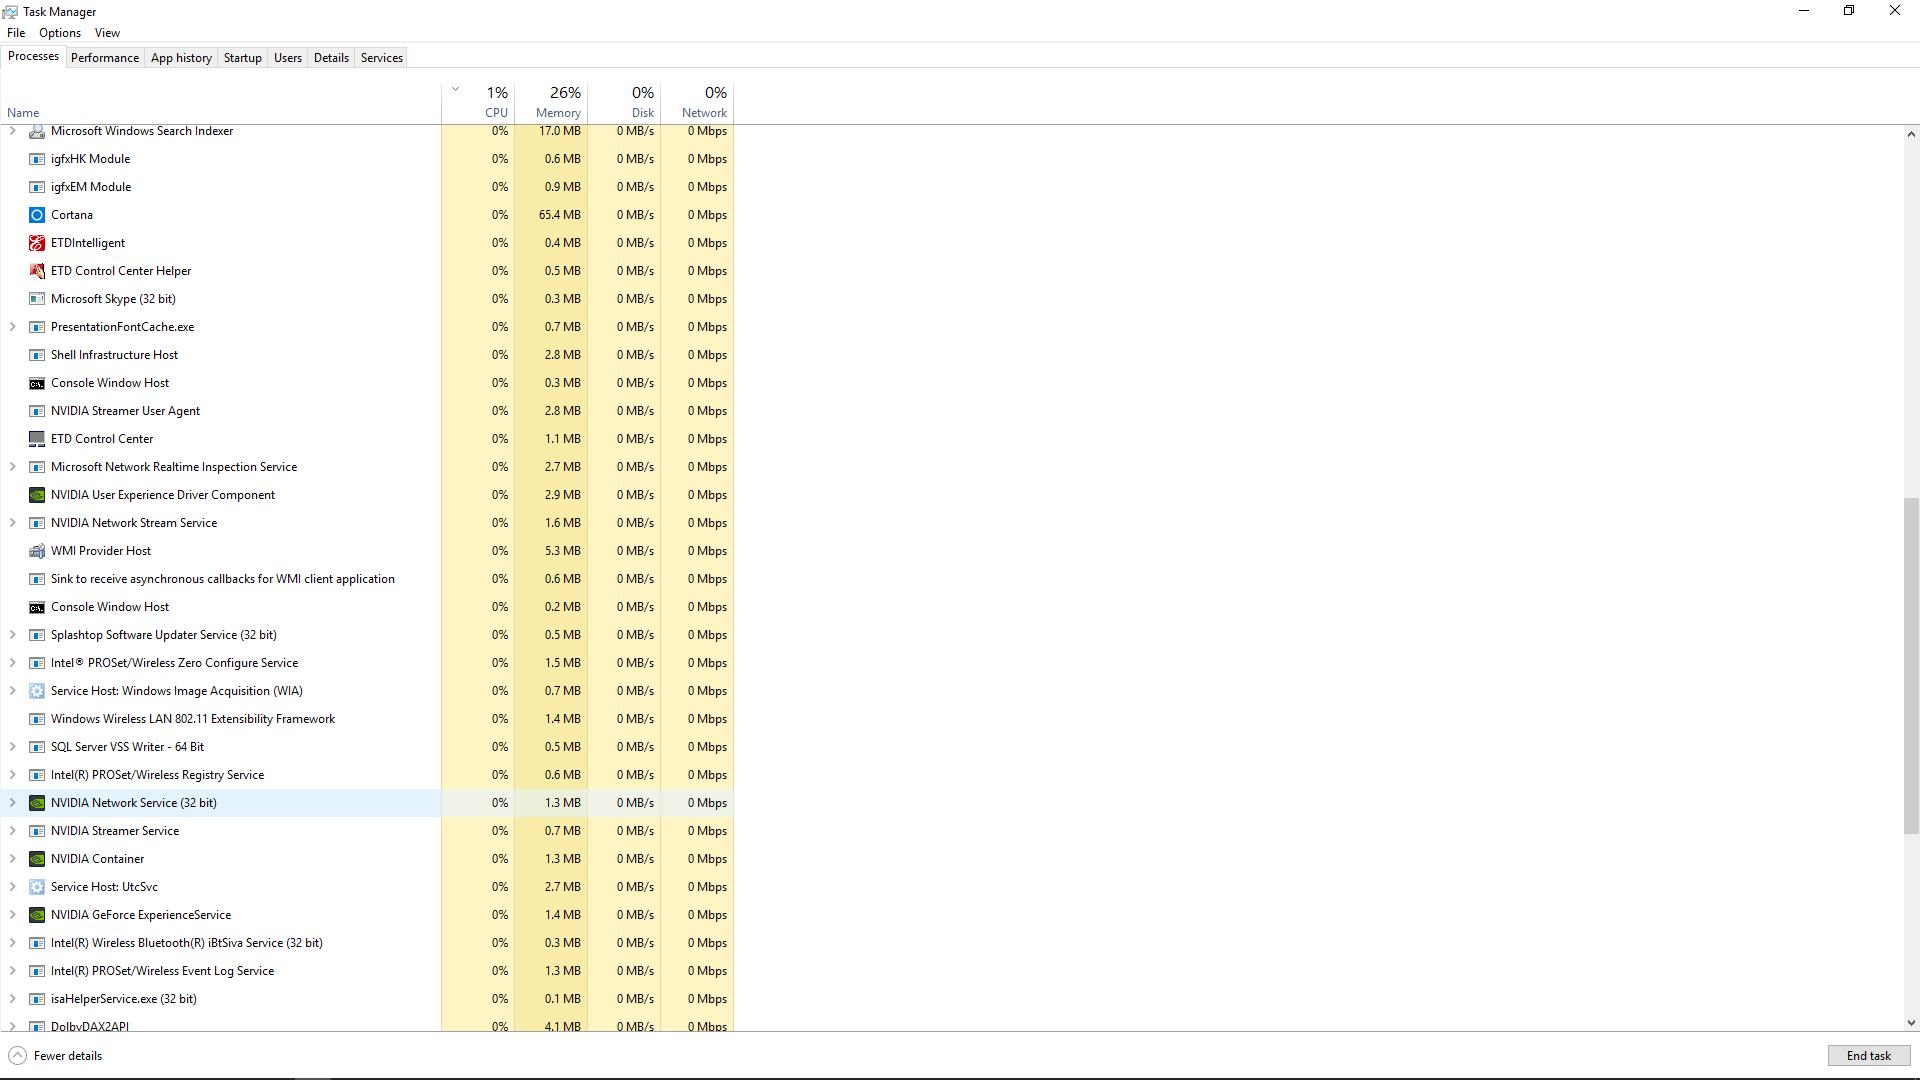 Task Manager
File Options View
Processes Performance App history Startup Users Details Services
1% 26% 0% 0%
Name CPU Memory Disk Network
Microsoft Windows Search Indexer 0% 17.0 MB 0 MB/s 0 Mbps
igfxHK Module 0% 0.6 MB 0 MB/s 0 Mbps
igfxEM Module 0% 0.9 MB 0 MB/s 0 Mbps
Cortana 0% 65.4 MB 0 MB/s 0 Mbps
ETDIntelligent 0% 0.4 MB 0 MB/s 0 Mbps
ETD Control Center Helper 0% 0.5 MB 0 MB/s 0 Mbps
Microsoft Skype (32 bit) 0% 0.3 MB 0 MB/s 0 Mbps
PresentationFontCache.exe 0% 0.7 MB 0 MB/s 0 Mbps
Shell Infrastructure Host 0% 2.8 MB 0 MB/s 0 Mbps
Console Window Host 0% 0.3 MB 0 MB/s 0 Mbps
NVIDIA Streamer User Agent 0% 2.8 MB 0 MB/s 0 Mbps
ETD Control Center 0% 1.1 MB 0 MB/s 0 Mbps
Microsoft Network Realtime Inspection Service 0% 2.7 MB 0 MB/s 0 Mbps
NVIDIA User Experience Driver Component 0% 2.9 MB 0 MB/s 0 Mbps
NVIDIA Network Stream Service 0% 1.6 MB 0 MB/s 0 Mbps
WMI Provider Host 0% 5.3 MB 0 MB/s 0 Mbps
Sink to receive asynchronous callbacks for WMI client application 0% 0.6 MB 0 MB/s 0 Mbps
Console Window Host 0% 0.2 MB 0 MB/s 0 Mbps
Splashtop Software Updater Service (32 bit) 0% 0.5 MB 0 MB/s 0 Mbps
Intel® PROSet/Wireless Zero Configure Service 0% 1.5 MB 0 MB/s 0 Mbps
Service Host: Windows Image Acquisition (WIA) 0% 0.7 MB 0 MB/s 0 Mbps
Windows Wireless LAN 802.11 Extensibility Framework 0% 1.4 MB 0 MB/s 0 Mbps
SQL Server VSS Writer - 64 Bit 0% 0.5 MB 0 MB/s 0 Mbps
Intel(R) PROSet/Wireless Registry Service 0% 0.6 MB 0 MB/s 0 Mbps
NVIDIA Network Service (32 bit) 0% 1.3 MB 0 MB/s 0 Mbps
NVIDIA Streamer Service 0% 0.7 MB 0 MB/s 0 Mbps
NVIDIA Container 0% 1.3 MB 0 MB/s 0 Mbps
Service Host: UtcSvc 0% 2.7 MB 0 MB/s 0 Mbps
NVIDIA GeForce ExperienceService 0% 1.4 MB 0 MB/s 0 Mbps
Intel(R) Wireless Bluetooth(R) iBtSiva Service (32 bit) 0% 0.3 MB 0 MB/s 0 Mbps
Intel(R) PROSet/Wireless Event Log Service 0% 1.3 MB 0 MB/s 0 Mbps
isaHelperService.exe (32 bit) 0% 0.1 MB 0 MB/s 0 Mbps
DolbyDAX2API 0% 4.1 MB 0 MB/s 0 Mbps
Fewer details End task